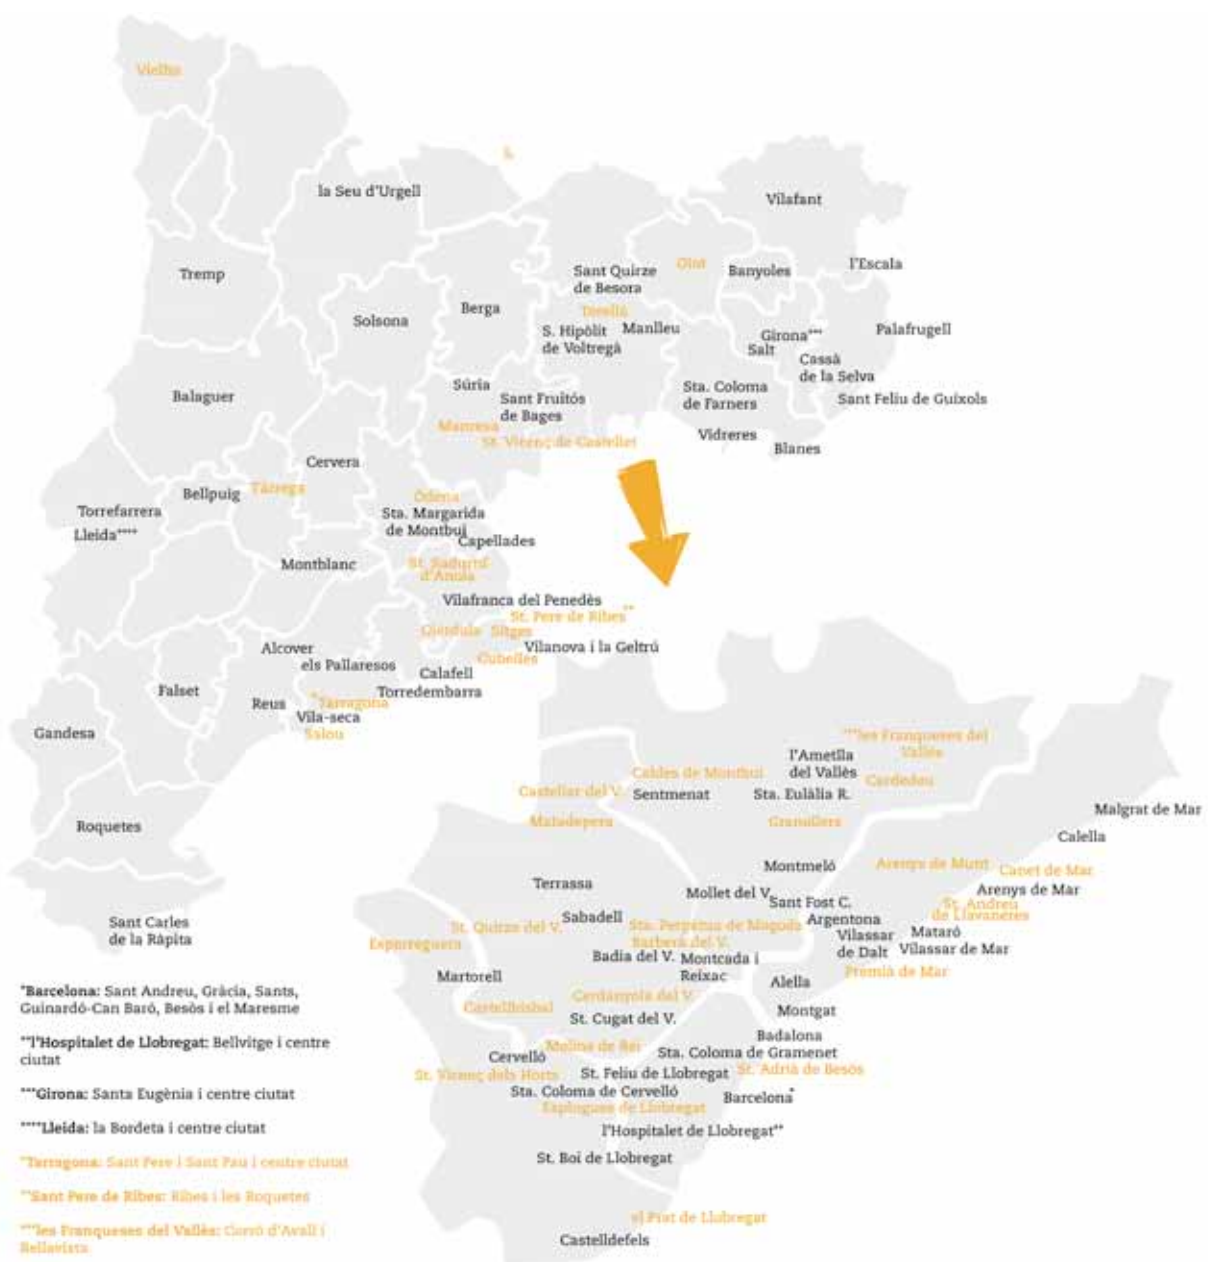 Vielha
la Seu d'Urgell
Vilafant
Tremp
Sant Quirze
de Besora
Olot
Banyoles
l'Escala
Solsona
Berga
Torelló
S. Hipòlit
de Voltregà
Manlleu
Girona***
Salt
Palafrugell
Cassà
de la Selva
Balaguer
Súria
Sant Fruitós
de Bages
Sta. Coloma
de Farners
Sant Feliu de Guíxols
Manresa
St. Vicenç de Castellet
Vidreres
Blanes
Cervera
Bellpuig
Tàrrega
Òdena
Torrefarrera
Lleida****
Sta. Margarida
de Montbui
Capellades
Montblanc
St. Sadurní
d'Anoia
Vilafranca del Penedès
St. Pere de Ribes**
Olèrdola
Sitges
Vilanova i la Geltrú
Cubelles
Alcover
els Pallaresos
Calafell
Falset
Reus
*Tarragona
Torredembarra
Vila-seca
Salou
Gandesa
Roquetes
Sant Carles
de la Ràpita
***les Franqueses del
Vallès
l'Ametlla
del Vallès
Caldes de Montbui
Cardedeu
Castellar del V.
Sentmenat
Sta. Eulàlia R.
Matadepera
Granollers
Malgrat de Mar
Calella
Montmeló
Arenys de Munt
Canet de Mar
Terrassa
Mollet del V.
Sant Fost C.
Arenys de Mar
St. Andreu
de Llavaneres
Sabadell
St. Quirze del V.
Sta. Perpètua de Mogoda
Argentona
Mataró
Esparreguera
Barberà del V.
Vilassar
de Dalt
Vilassar de Mar
Badia del V.
Montcada i
Reixac
Premià de Mar
Martorell
Alella
Castellbisbal
Cerdanyola del V.
Montgat
St. Cugat del V.
Badalona
Molins de Rei
Cervelló
Sta. Coloma de Gramenet
St. Vicenç dels Horts
St. Feliu de Llobregat
St. Adrià de Besòs
Sta. Coloma de Cervelló
Barcelona*
Esplugues de Llobregat
l'Hospitalet de Llobregat**
St. Boi de Llobregat
el Prat de Llobregat
Castelldefels
*Barcelona: Sant Andreu, Gràcia, Sants,
Guinardó-Can Baró, Besòs i el Maresme
**l'Hospitalet de Llobregat: Bellvitge i centre
ciutat
***Girona: Santa Eugènia i centre ciutat
****Lleida: la Bordeta i centre ciutat
*Tarragona: Sant Pere i Sant Pau i centre ciutat
**Sant Pere de Ribes: Ribes i les Roquetes
***les Franqueses del Vallès: Corró d'Avall i
Bellavista